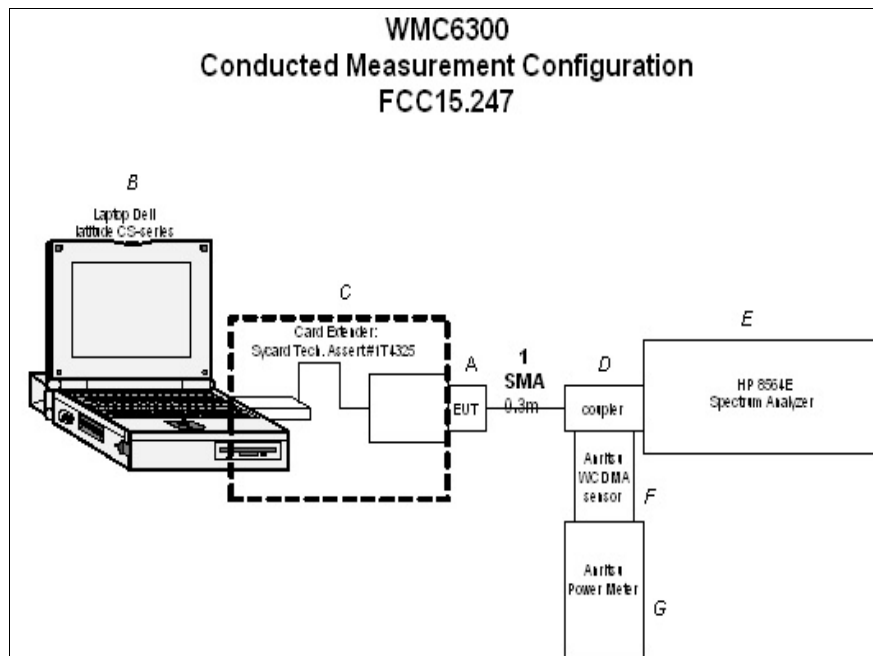 WMC6300
Conducted Measurement Configuration
FCC15.247
B
Laptop Dell
latitude CS-series
C
Card Extender:
Sycard Tech. Assert#1T4325
A
EUT
1
SMA
0.3m
D
coupler
E
HP 8564E
Spectrum Analyzer
Anritsu
WCDMA
sensor
F
Anritsu
Power Meter
G